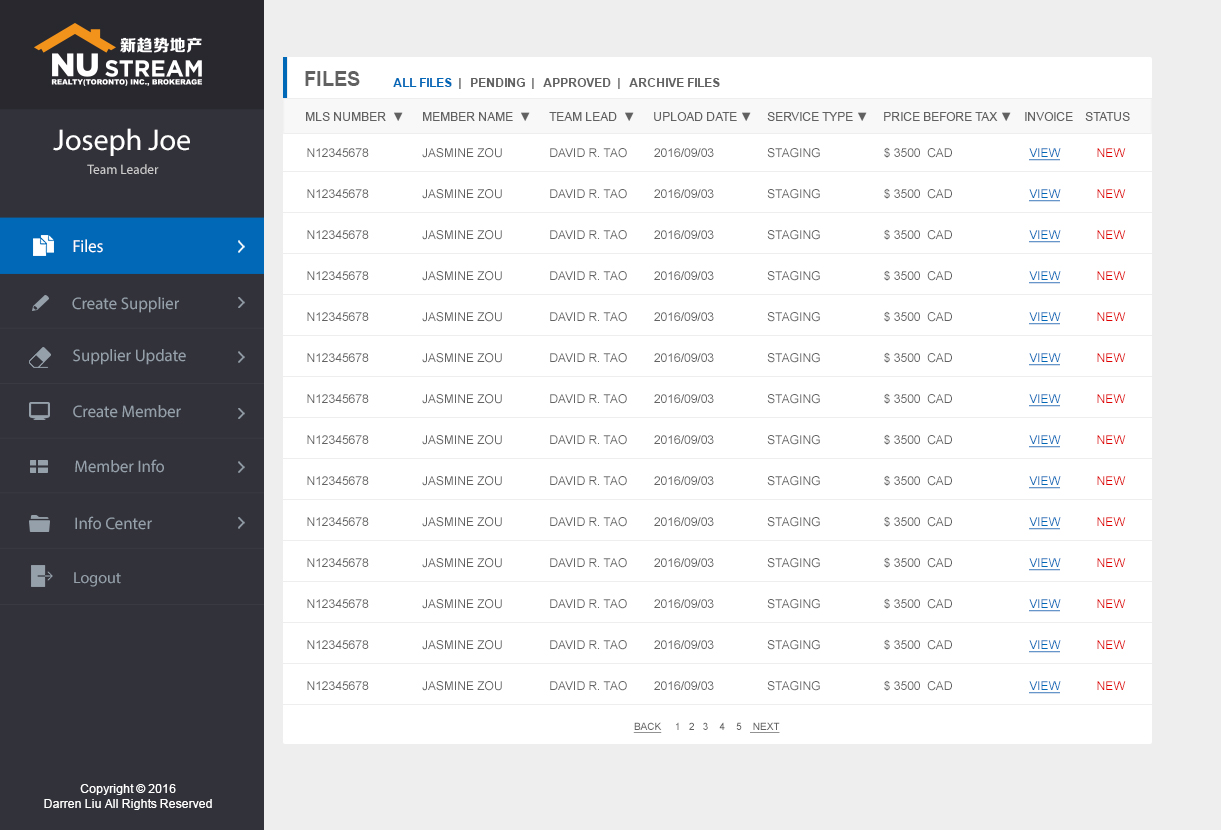 新趋势地产
NU STREAM
REALTY(TORONTO) INC., BROKERAGE
Joseph Joe
Team Leader
Files
Create Supplier
Supplier Update
Create Member
Member Info
Info Center
Logout
Copyright © 2016
Darren Liu All Rights Reserved
FILES ALL FILES | PENDING | APPROVED | ARCHIVE FILES
MLS NUMBER ▼ MEMBER NAME ▼ TEAM LEAD ▼ UPLOAD DATE ▼ SERVICE TYPE ▼ PRICE BEFORE TAX ▼ INVOICE STATUS
N12345678 JASMINE ZOU DAVID R. TAO 2016/09/03 STAGING $ 3500 CAD VIEW NEW
N12345678 JASMINE ZOU DAVID R. TAO 2016/09/03 STAGING $ 3500 CAD VIEW NEW
N12345678 JASMINE ZOU DAVID R. TAO 2016/09/03 STAGING $ 3500 CAD VIEW NEW
N12345678 JASMINE ZOU DAVID R. TAO 2016/09/03 STAGING $ 3500 CAD VIEW NEW
N12345678 JASMINE ZOU DAVID R. TAO 2016/09/03 STAGING $ 3500 CAD VIEW NEW
N12345678 JASMINE ZOU DAVID R. TAO 2016/09/03 STAGING $ 3500 CAD VIEW NEW
N12345678 JASMINE ZOU DAVID R. TAO 2016/09/03 STAGING $ 3500 CAD VIEW NEW
N12345678 JASMINE ZOU DAVID R. TAO 2016/09/03 STAGING $ 3500 CAD VIEW NEW
N12345678 JASMINE ZOU DAVID R. TAO 2016/09/03 STAGING $ 3500 CAD VIEW NEW
N12345678 JASMINE ZOU DAVID R. TAO 2016/09/03 STAGING $ 3500 CAD VIEW NEW
N12345678 JASMINE ZOU DAVID R. TAO 2016/09/03 STAGING $ 3500 CAD VIEW NEW
N12345678 JASMINE ZOU DAVID R. TAO 2016/09/03 STAGING $ 3500 CAD VIEW NEW
N12345678 JASMINE ZOU DAVID R. TAO 2016/09/03 STAGING $ 3500 CAD VIEW NEW
N12345678 JASMINE ZOU DAVID R. TAO 2016/09/03 STAGING $ 3500 CAD VIEW NEW
BACK 1 2 3 4 5 NEXT